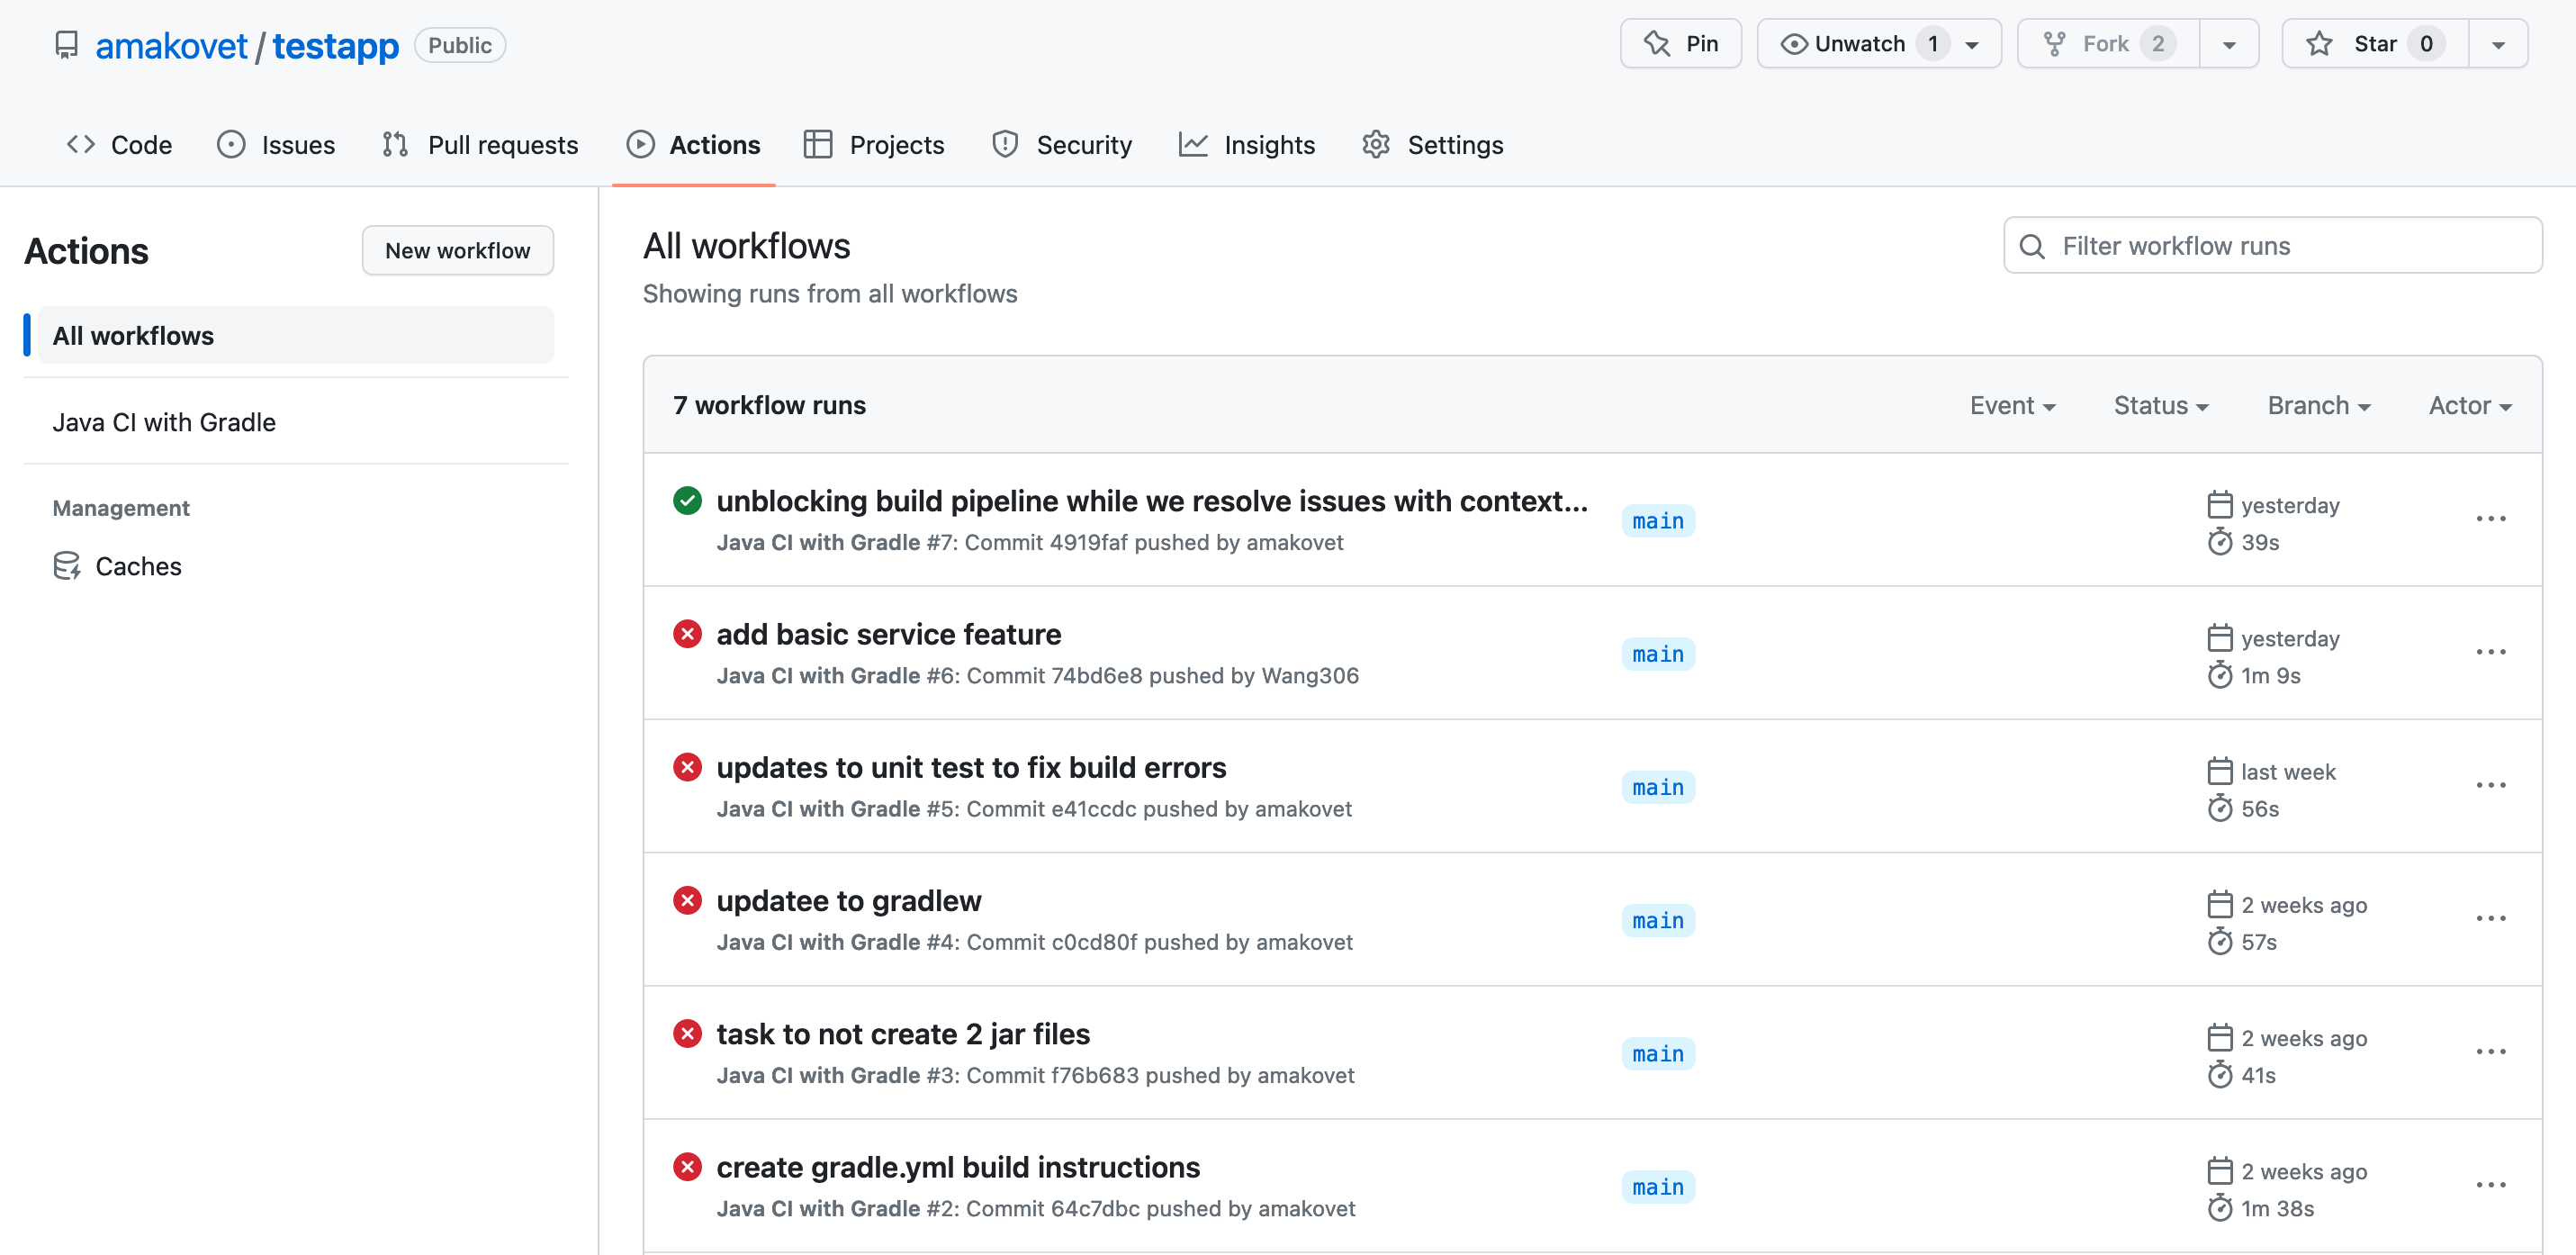 amakovet / testapp Public
Pin
Unwatch 1
Fork 2
Star 0
Code
Issues
Pull requests
Actions
Projects
Security
Insights
Settings
Actions
New workflow
All workflows
Java CI with Gradle
Management
Caches
All workflows
Showing runs from all workflows
Filter workflow runs
7 workflow runs
Event
Status
Branch
Actor
unblocking build pipeline while we resolve issues with context...
Java CI with Gradle #7: Commit 4919faf pushed by amakovet
main
yesterday
39s
add basic service feature
Java CI with Gradle #6: Commit 74bd6e8 pushed by Wang306
main
yesterday
1m 9s
updates to unit test to fix build errors
Java CI with Gradle #5: Commit e41ccdc pushed by amakovet
main
last week
56s
updatee to gradlew
Java CI with Gradle #4: Commit c0cd80f pushed by amakovet
main
2 weeks ago
57s
task to not create 2 jar files
Java CI with Gradle #3: Commit f76b683 pushed by amakovet
main
2 weeks ago
41s
create gradle.yml build instructions
Java CI with Gradle #2: Commit 64c7dbc pushed by amakovet
main
2 weeks ago
1m 38s